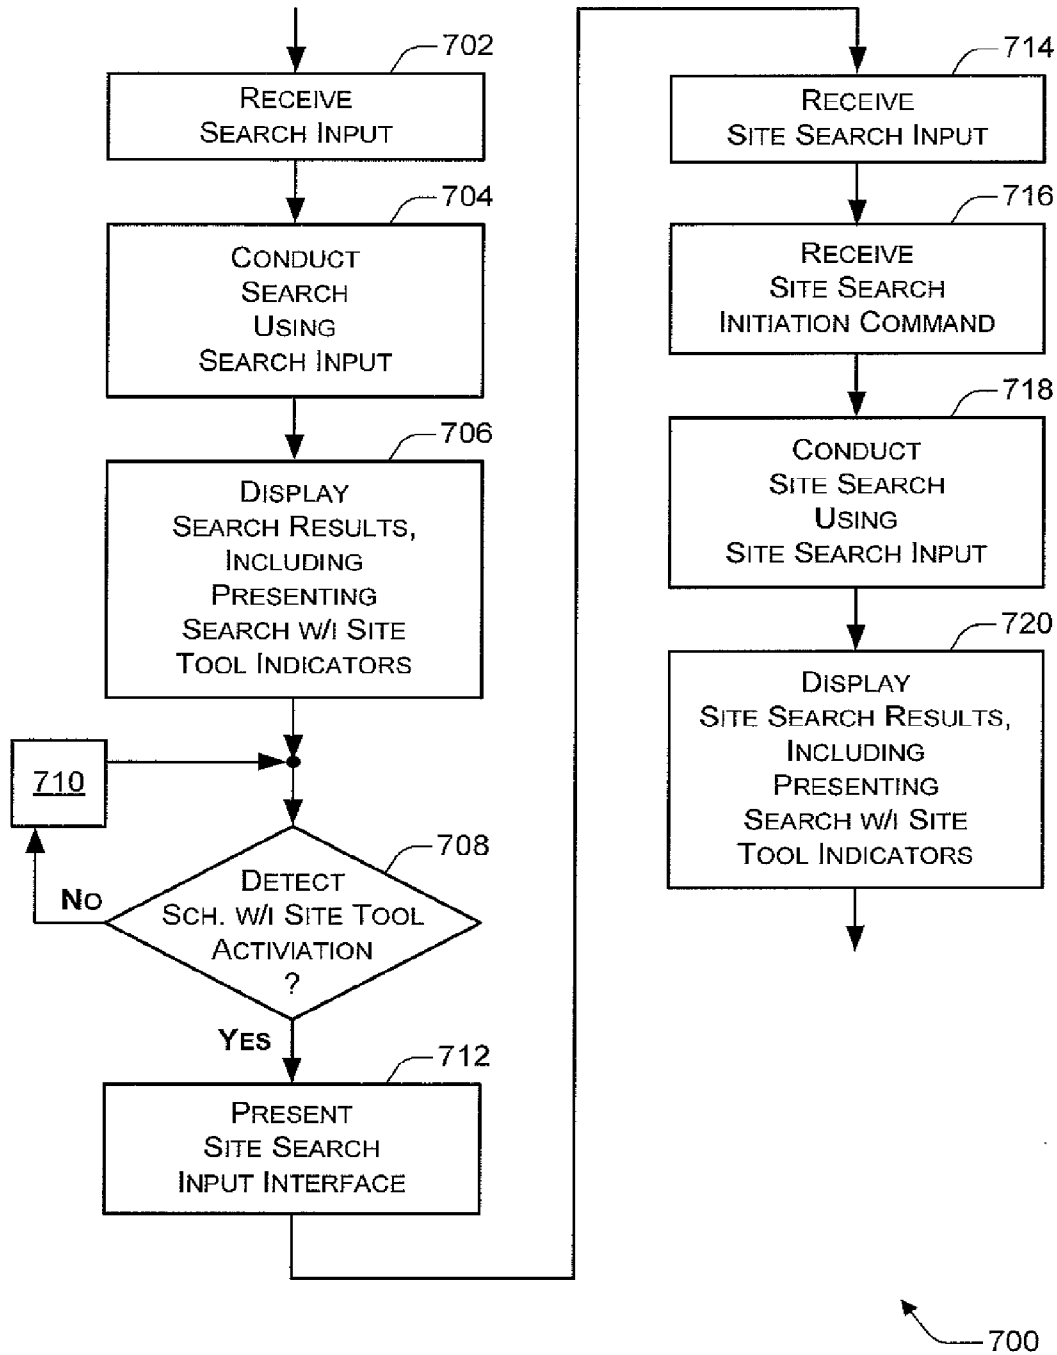 702
RECEIVE
SEARCH INPUT
704
CONDUCT
SEARCH
USING
SEARCH INPUT
706
DISPLAY
SEARCH RESULTS,
INCLUDING
PRESENTING
SEARCH W/I SITE
TOOL INDICATORS
710
708
DETECT
SCH. W/I SITE TOOL
ACTIVIATION
?
NO
YES
712
PRESENT
SITE SEARCH
INPUT INTERFACE
714
RECEIVE
SITE SEARCH INPUT
716
RECEIVE
SITE SEARCH
INITIATION COMMAND
718
CONDUCT
SITE SEARCH
USING
SITE SEARCH INPUT
720
DISPLAY
SITE SEARCH RESULTS,
INCLUDING
PRESENTING
SEARCH W/I SITE
TOOL INDICATORS
700